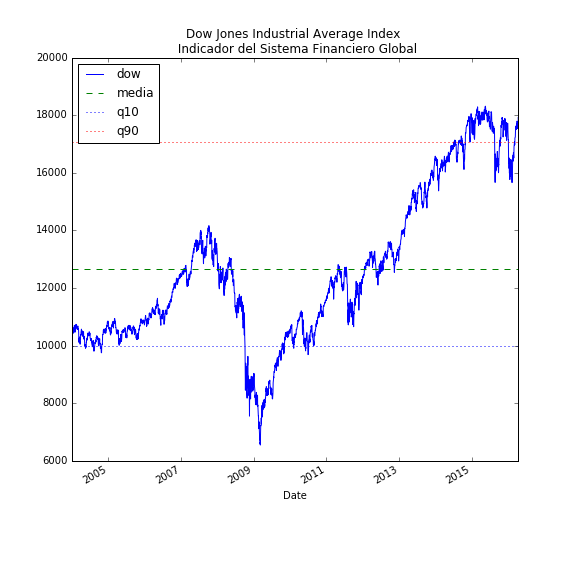 Dow Jones Industrial Average Index
Indicador del Sistema Financiero Global
20000
18000
16000
14000
12000
10000
8000
6000
dow
media
q10
q90
2005
2007
2009
2011
2013
2015
Date